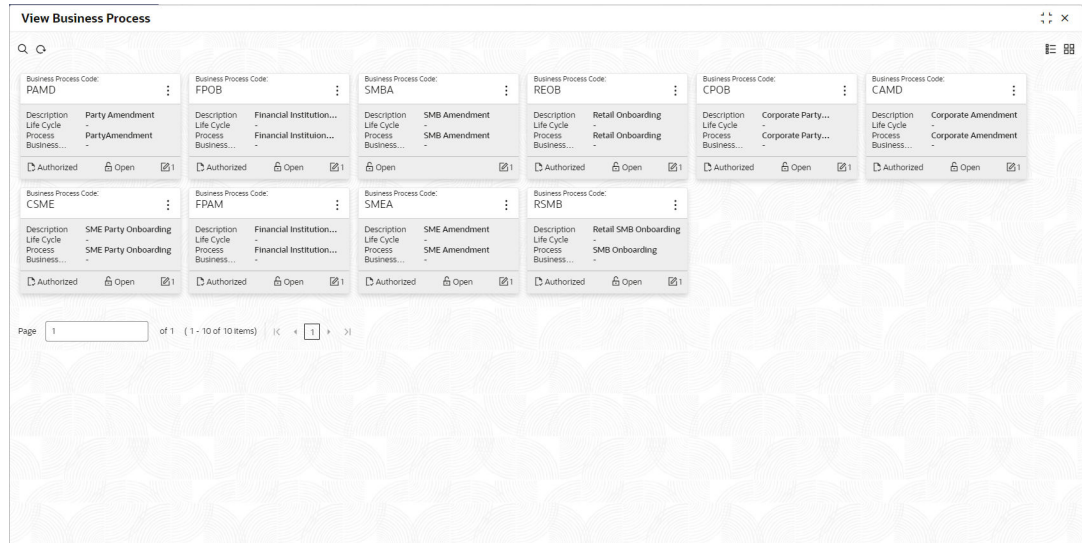 View Business Process
Business Process Code:
PAMD
Description Party Amendment
Life Cycle -
Process PartyAmendment
Business... -
Authorized Open 1
Business Process Code:
FPOB
Description Financial Institution...
Life Cycle -
Process Financial Instituion...
Business... -
Authorized Open 1
Business Process Code:
SMBA
Description SMB Amendment
Life Cycle -
Process SMB Amendment
Business... -
Open 1
Business Process Code:
REOB
Description Retail Onboarding
Life Cycle -
Process Retail Onboarding
Business... -
Authorized Open 1
Business Process Code:
CPOB
Description Corporate Party...
Life Cycle -
Process Corporate Party...
Business... -
Authorized Open 1
Business Process Code:
CAMD
Description Corporate Amendment
Life Cycle -
Process Corporate Amendment
Business... -
Authorized Open 1
Business Process Code:
CSME
Description SME Party Onboarding
Life Cycle -
Process SME Party Onboarding
Business... -
Authorized Open 1
Business Process Code:
FPAM
Description Financial Institution...
Life Cycle -
Process Financial Institution...
Business... -
Authorized Open 1
Business Process Code:
SMEA
Description SME Amendment
Life Cycle -
Process SME Amendment
Business... -
Authorized Open 1
Business Process Code:
RSMB
Description Retail SMB Onboarding
Life Cycle -
Process SMB Onboarding
Business... -
Authorized Open 1
Page 1 of 1 (1 - 10 of 10 items) 1